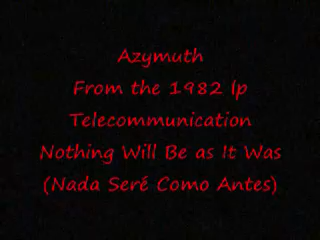 Azymuth
From the 1982 lp
Telecommunication
Nothing Will Be as It Was
(Nada Seré Como Antes)